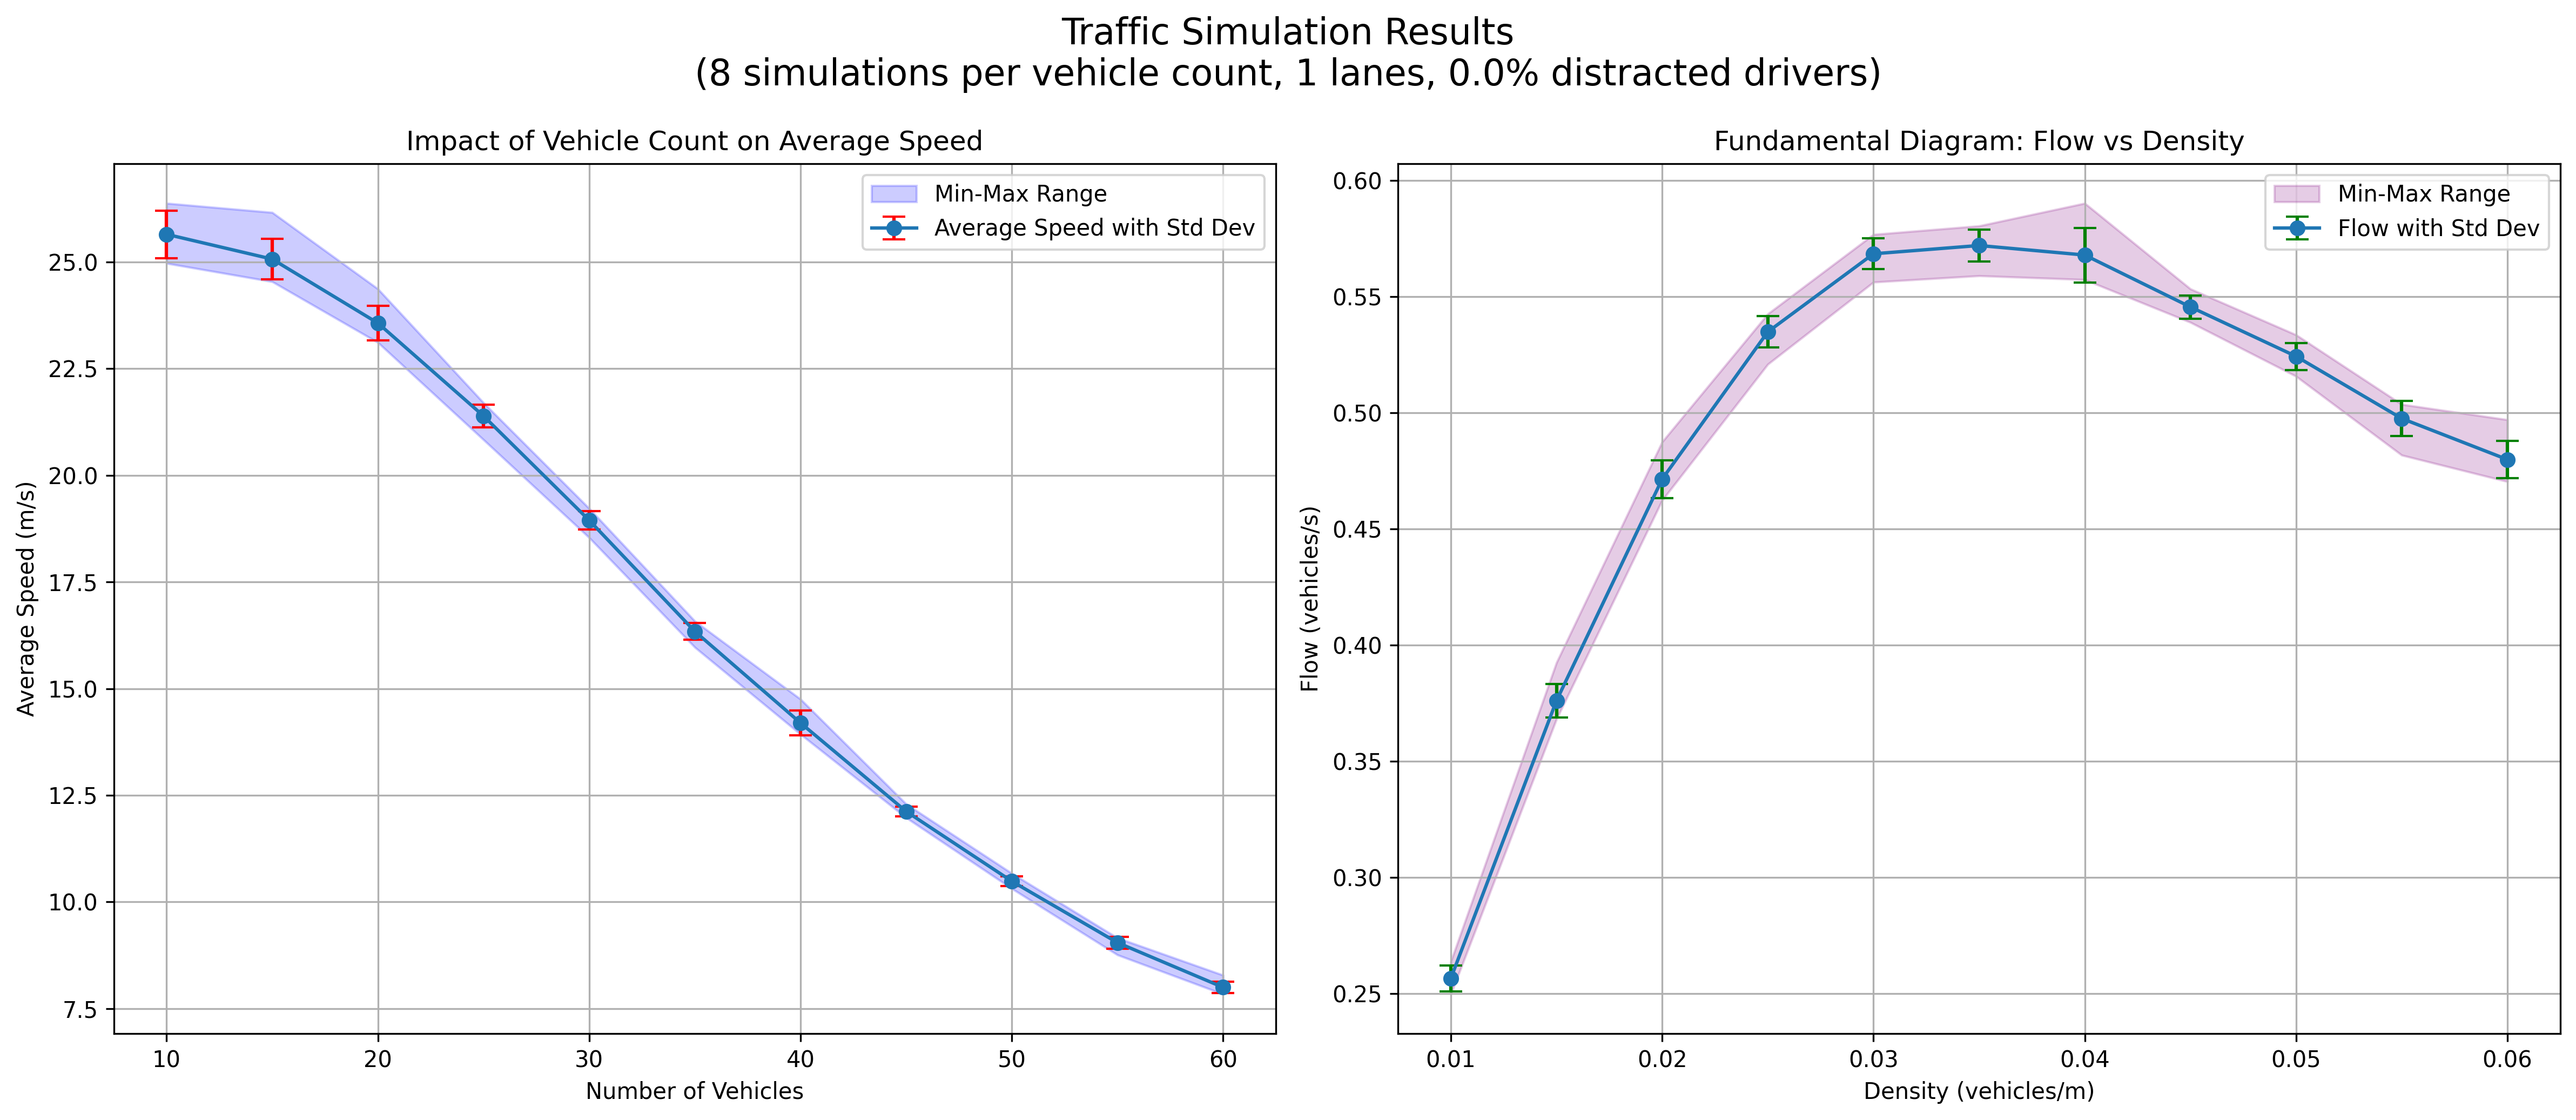 Traffic Simulation Results
(8 simulations per vehicle count, 1 lanes, 0.0% distracted drivers)
Impact of Vehicle Count on Average Speed
Min-Max Range
Average Speed with Std Dev
25.0
22.5
20.0
17.5
15.0
12.5
10.0
7.5
Average Speed (m/s)
10
20
30
40
50
60
Number of Vehicles
Fundamental Diagram: Flow vs Density
Min-Max Range
Flow with Std Dev
0.60
0.55
0.50
0.45
0.40
0.35
0.30
0.25
Flow (vehicles/s)
0.01
0.02
0.03
0.04
0.05
0.06
Density (vehicles/m)